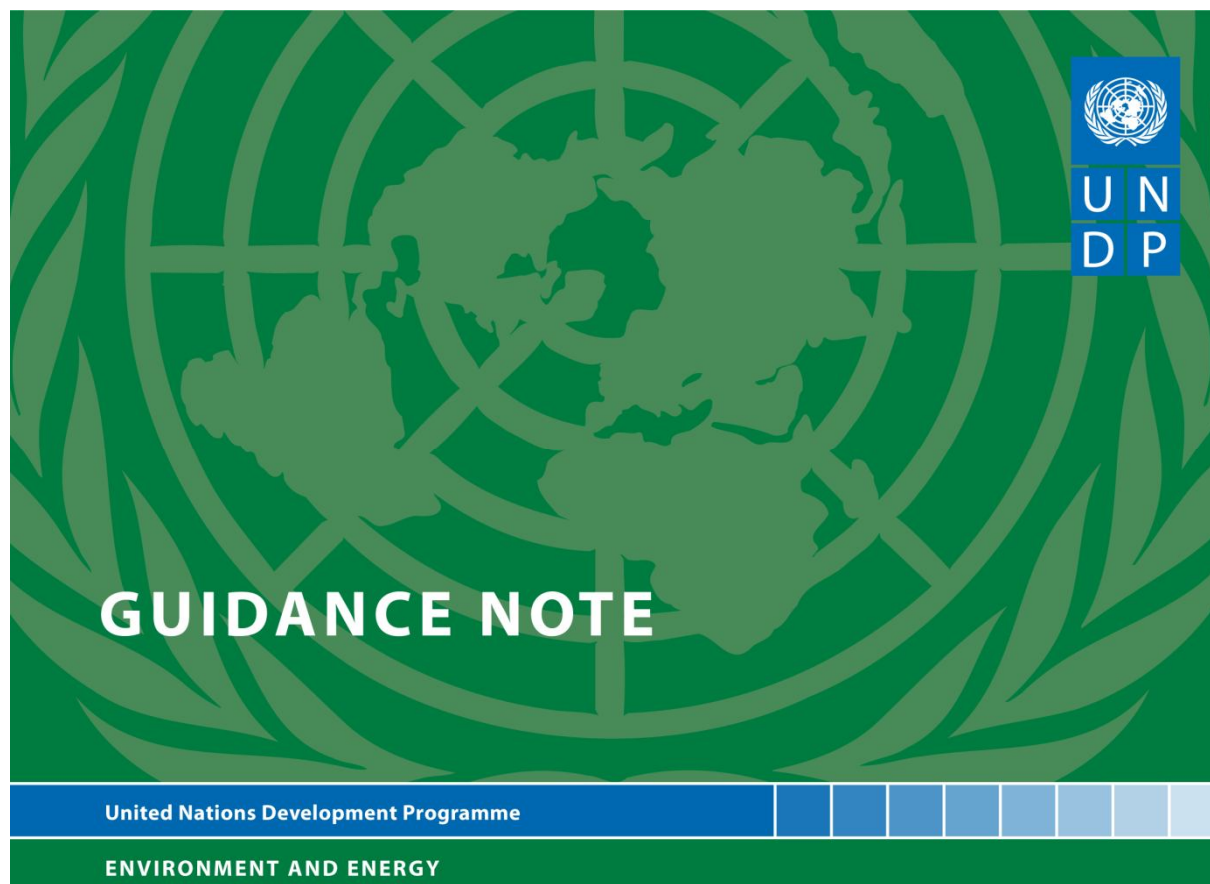 U N
D P
GUIDANCE NOTE
United Nations Development Programme
ENVIRONMENT AND ENERGY